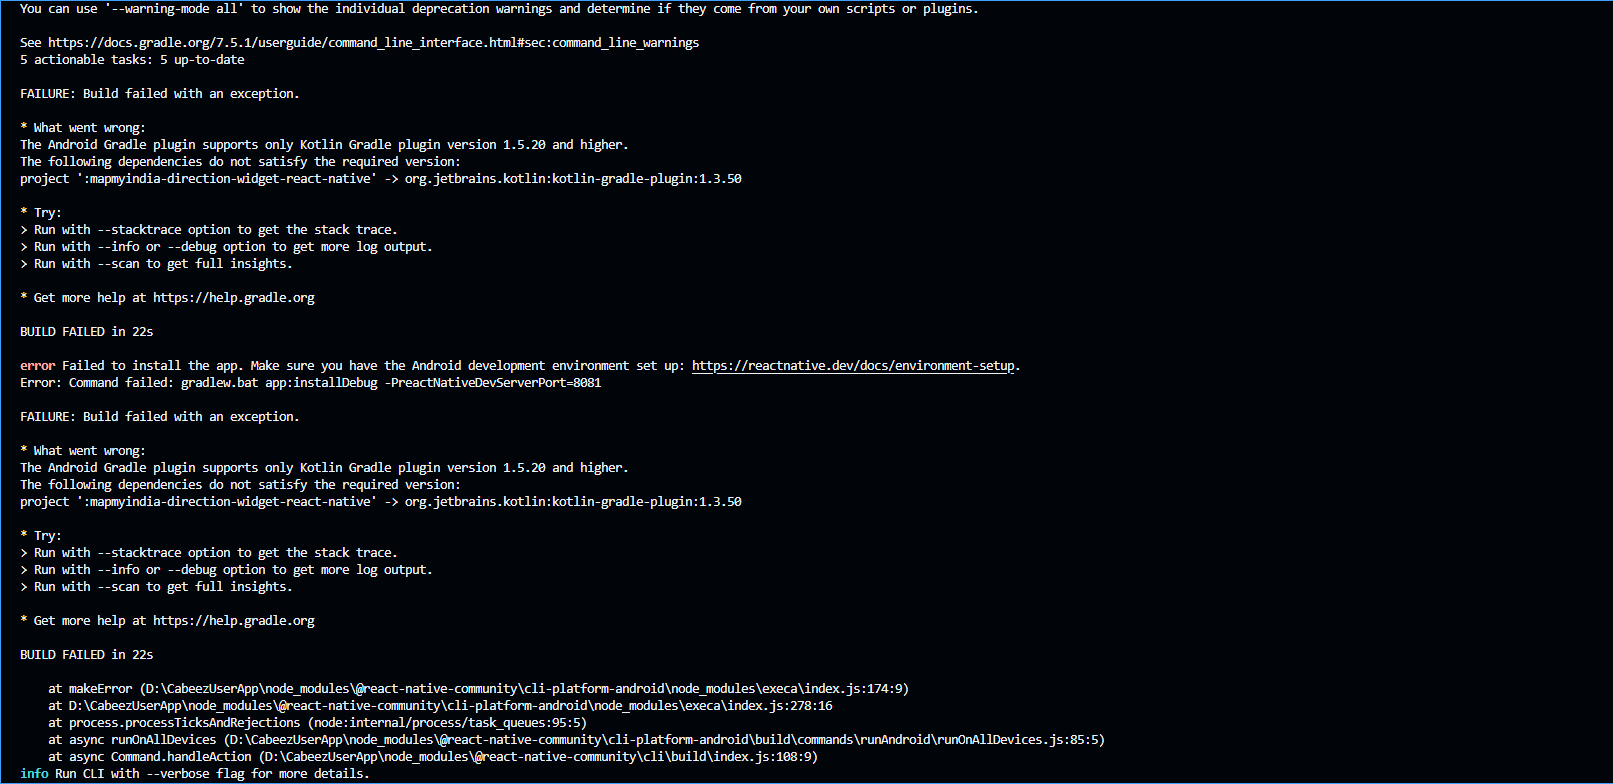 You can use '--warning-mode all' to show the individual deprecation warnings and determine if they come from your own scripts or plugins.
See https://docs.gradle.org/7.5.1/userguide/command_line_interface.html#sec:command_line_warnings
5 actionable tasks: 5 up-to-date
FAILURE: Build failed with an exception.
* What went wrong:
The Android Gradle plugin supports only Kotlin Gradle plugin version 1.5.20 and higher.
The following dependencies do not satisfy the required version:
project ':mapmyindia-direction-widget-react-native' -> org.jetbrains.kotlin:kotlin-gradle-plugin:1.3.50
* Try:
> Run with --stacktrace option to get the stack trace.
> Run with --info or --debug option to get more log output.
> Run with --scan to get full insights.
* Get more help at https://help.gradle.org
BUILD FAILED in 22s
error Failed to install the app. Make sure you have the Android development environment set up: https://reactnative.dev/docs/environment-setup.
Error: Command failed: gradlew.bat app:installDebug -PreactNativeDevServerPort=8081
FAILURE: Build failed with an exception.
* What went wrong:
The Android Gradle plugin supports only Kotlin Gradle plugin version 1.5.20 and higher.
The following dependencies do not satisfy the required version:
project ':mapmyindia-direction-widget-react-native' -> org.jetbrains.kotlin:kotlin-gradle-plugin:1.3.50
* Try:
> Run with --stacktrace option to get the stack trace.
> Run with --info or --debug option to get more log output.
> Run with --scan to get full insights.
* Get more help at https://help.gradle.org
BUILD FAILED in 22s
at makeError (D:\CabeezUserApp\node_modules\@react-native-community\cli-platform-android\node_modules\execa\index.js:174:9)
at D:\CabeezUserApp\node_modules\@react-native-community\cli-platform-android\node_modules\execa\index.js:278:16
at process.processTicksAndRejections (node:internal/process/task_queues:95:5)
at async runOnAllDevices (D:\CabeezUserApp\node_modules\@react-native-community\cli-platform-android\build\commands\runAndroid\runOnAllDevices.js:85:5)
at async Command.handleAction (D:\CabeezUserApp\node_modules\@react-native-community\cli\build\index.js:108:9)
info Run CLI with --verbose flag for more details.